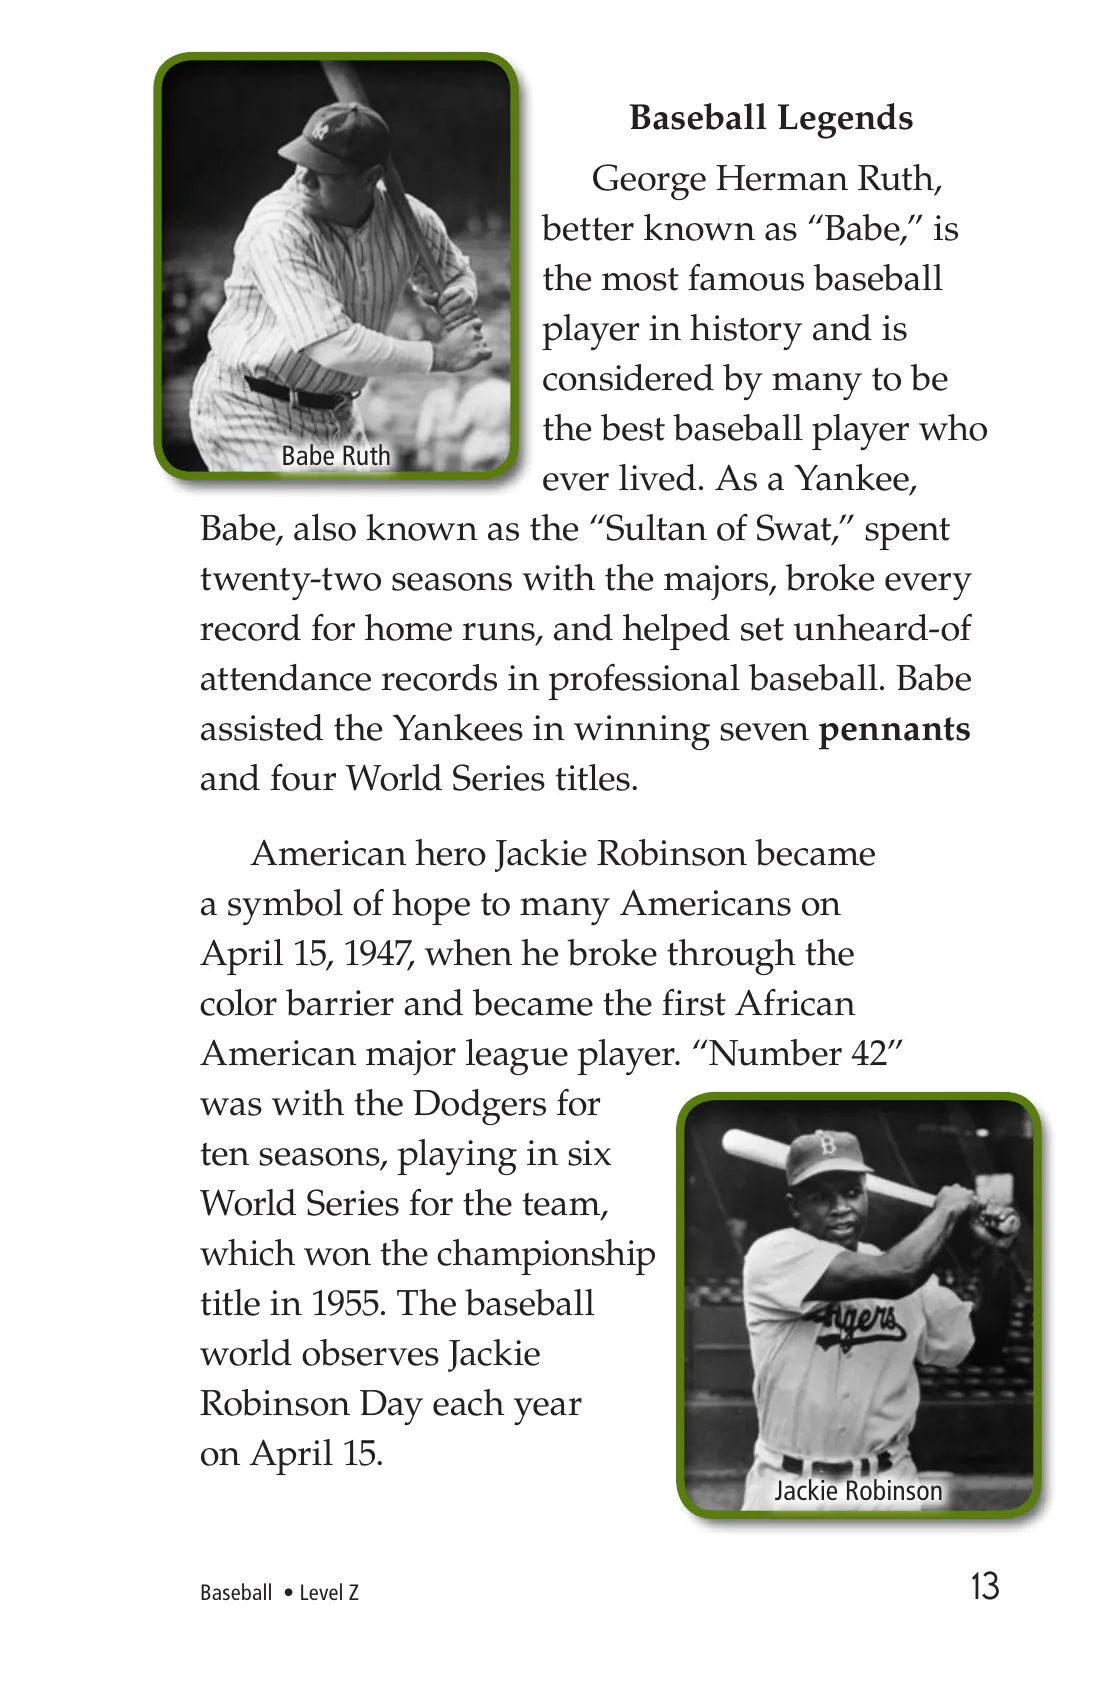 Baseball Legends
George Herman Ruth,
better known as “Babe,” is
the most famous baseball
player in history and is
considered by many to be
the best baseball player who
ever lived. As a Yankee,
Babe Ruth
Babe, also known as the “Sultan of Swat,” spent
twenty-two seasons with the majors, broke every
record for home runs, and helped set unheard-of
attendance records in professional baseball. Babe
assisted the Yankees in winning seven pennants
and four World Series titles.
American hero Jackie Robinson became
a symbol of hope to many Americans on
April 15, 1947, when he broke through the
color barrier and became the first African
American major league player. “Number 42”
was with the Dodgers for
ten seasons, playing in six
World Series for the team,
which won the championship
title in 1955. The baseball
world observes Jackie
Robinson Day each year
on April 15.
B
Jackie Robinson
Baseball • Level Z
13